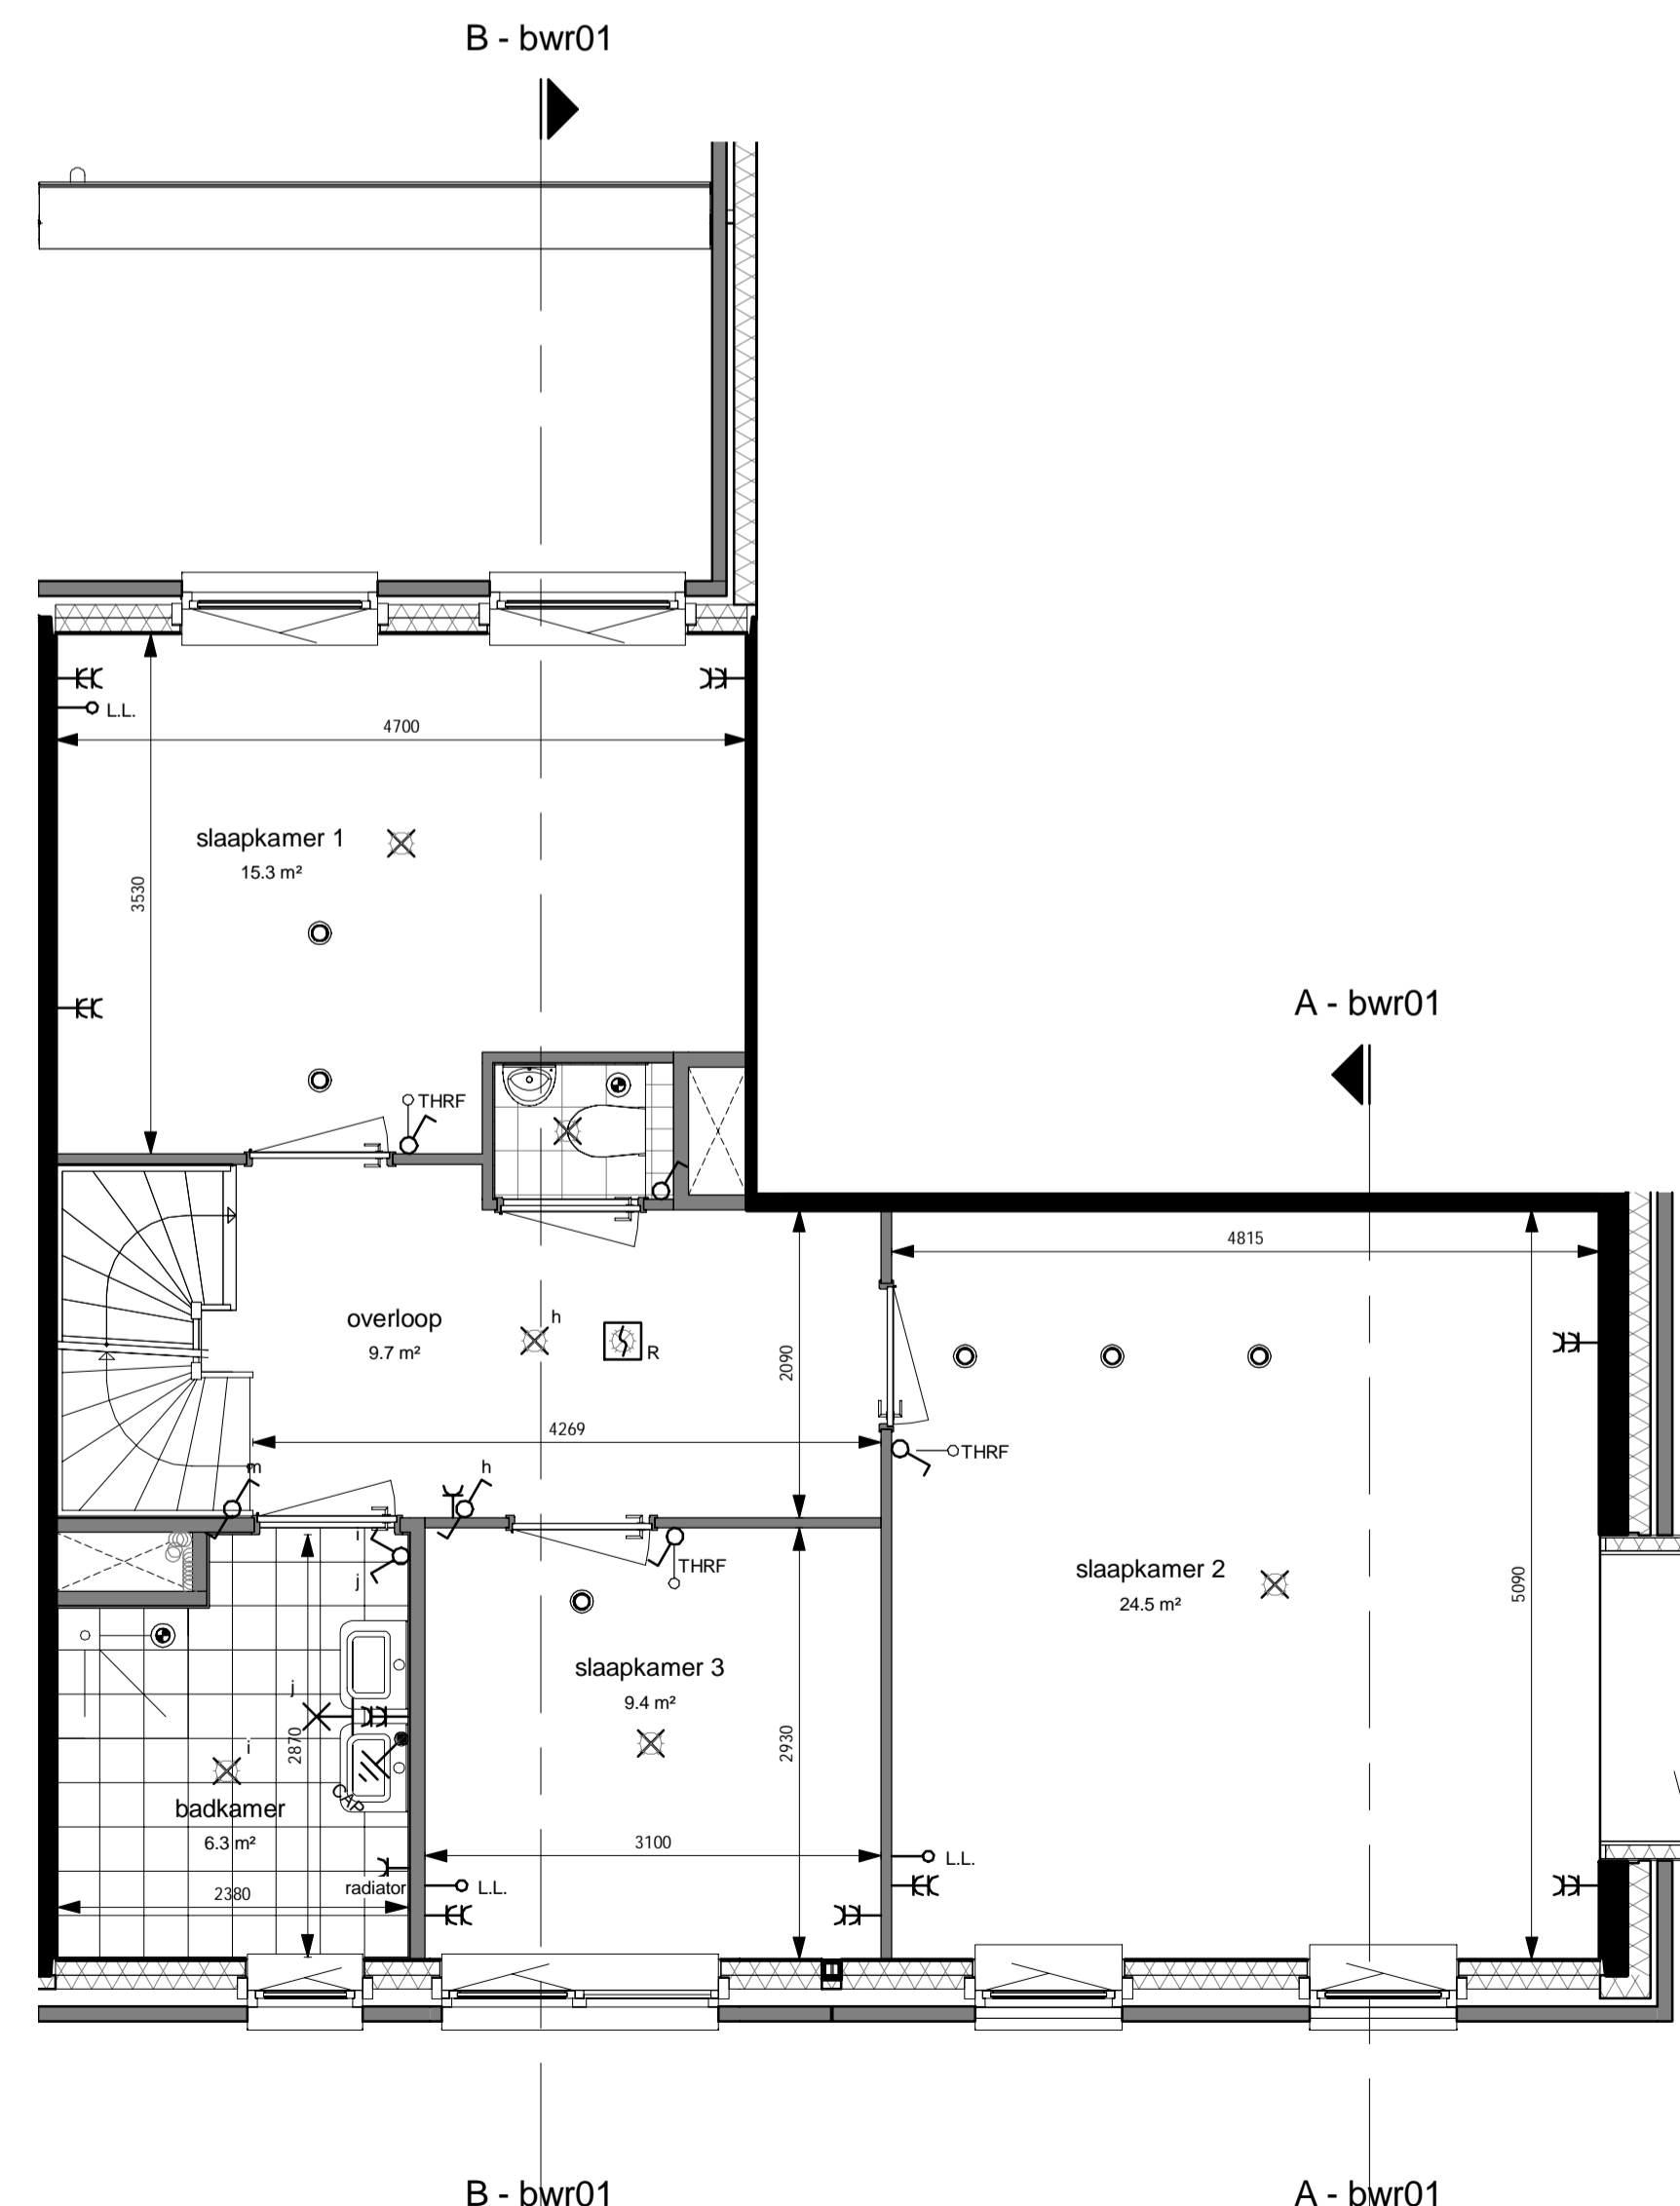 B - bwr01
L.L.
4700
slaapkamer 1
15.3 m²
3530
A - bwr01
THRF
4815
overloop
9.7 m²
h
R
2090
4269
THRF
m
h
i
j
THRF
slaapkamer 2
24.5 m²
5090
slaapkamer 3
9.4 m²
j
i
2870
2930
CAP
badkamer
6.3 m²
3100
L.L.
radiator
L.L.
2380
B - bwr01
A - bwr01